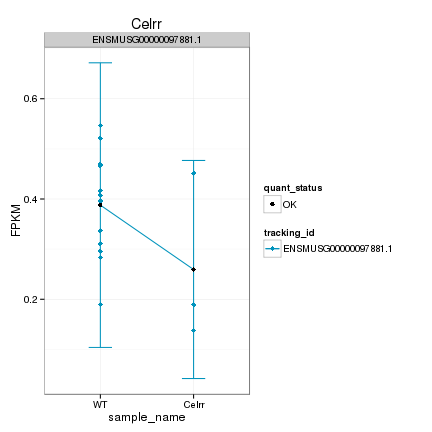 Celrr
ENSMUSG00000097881.1
0.6
0.4
0.2
FPKM
WT
Celrr
sample_name
quant_status
OK
tracking_id
ENSMUSG00000097881.1